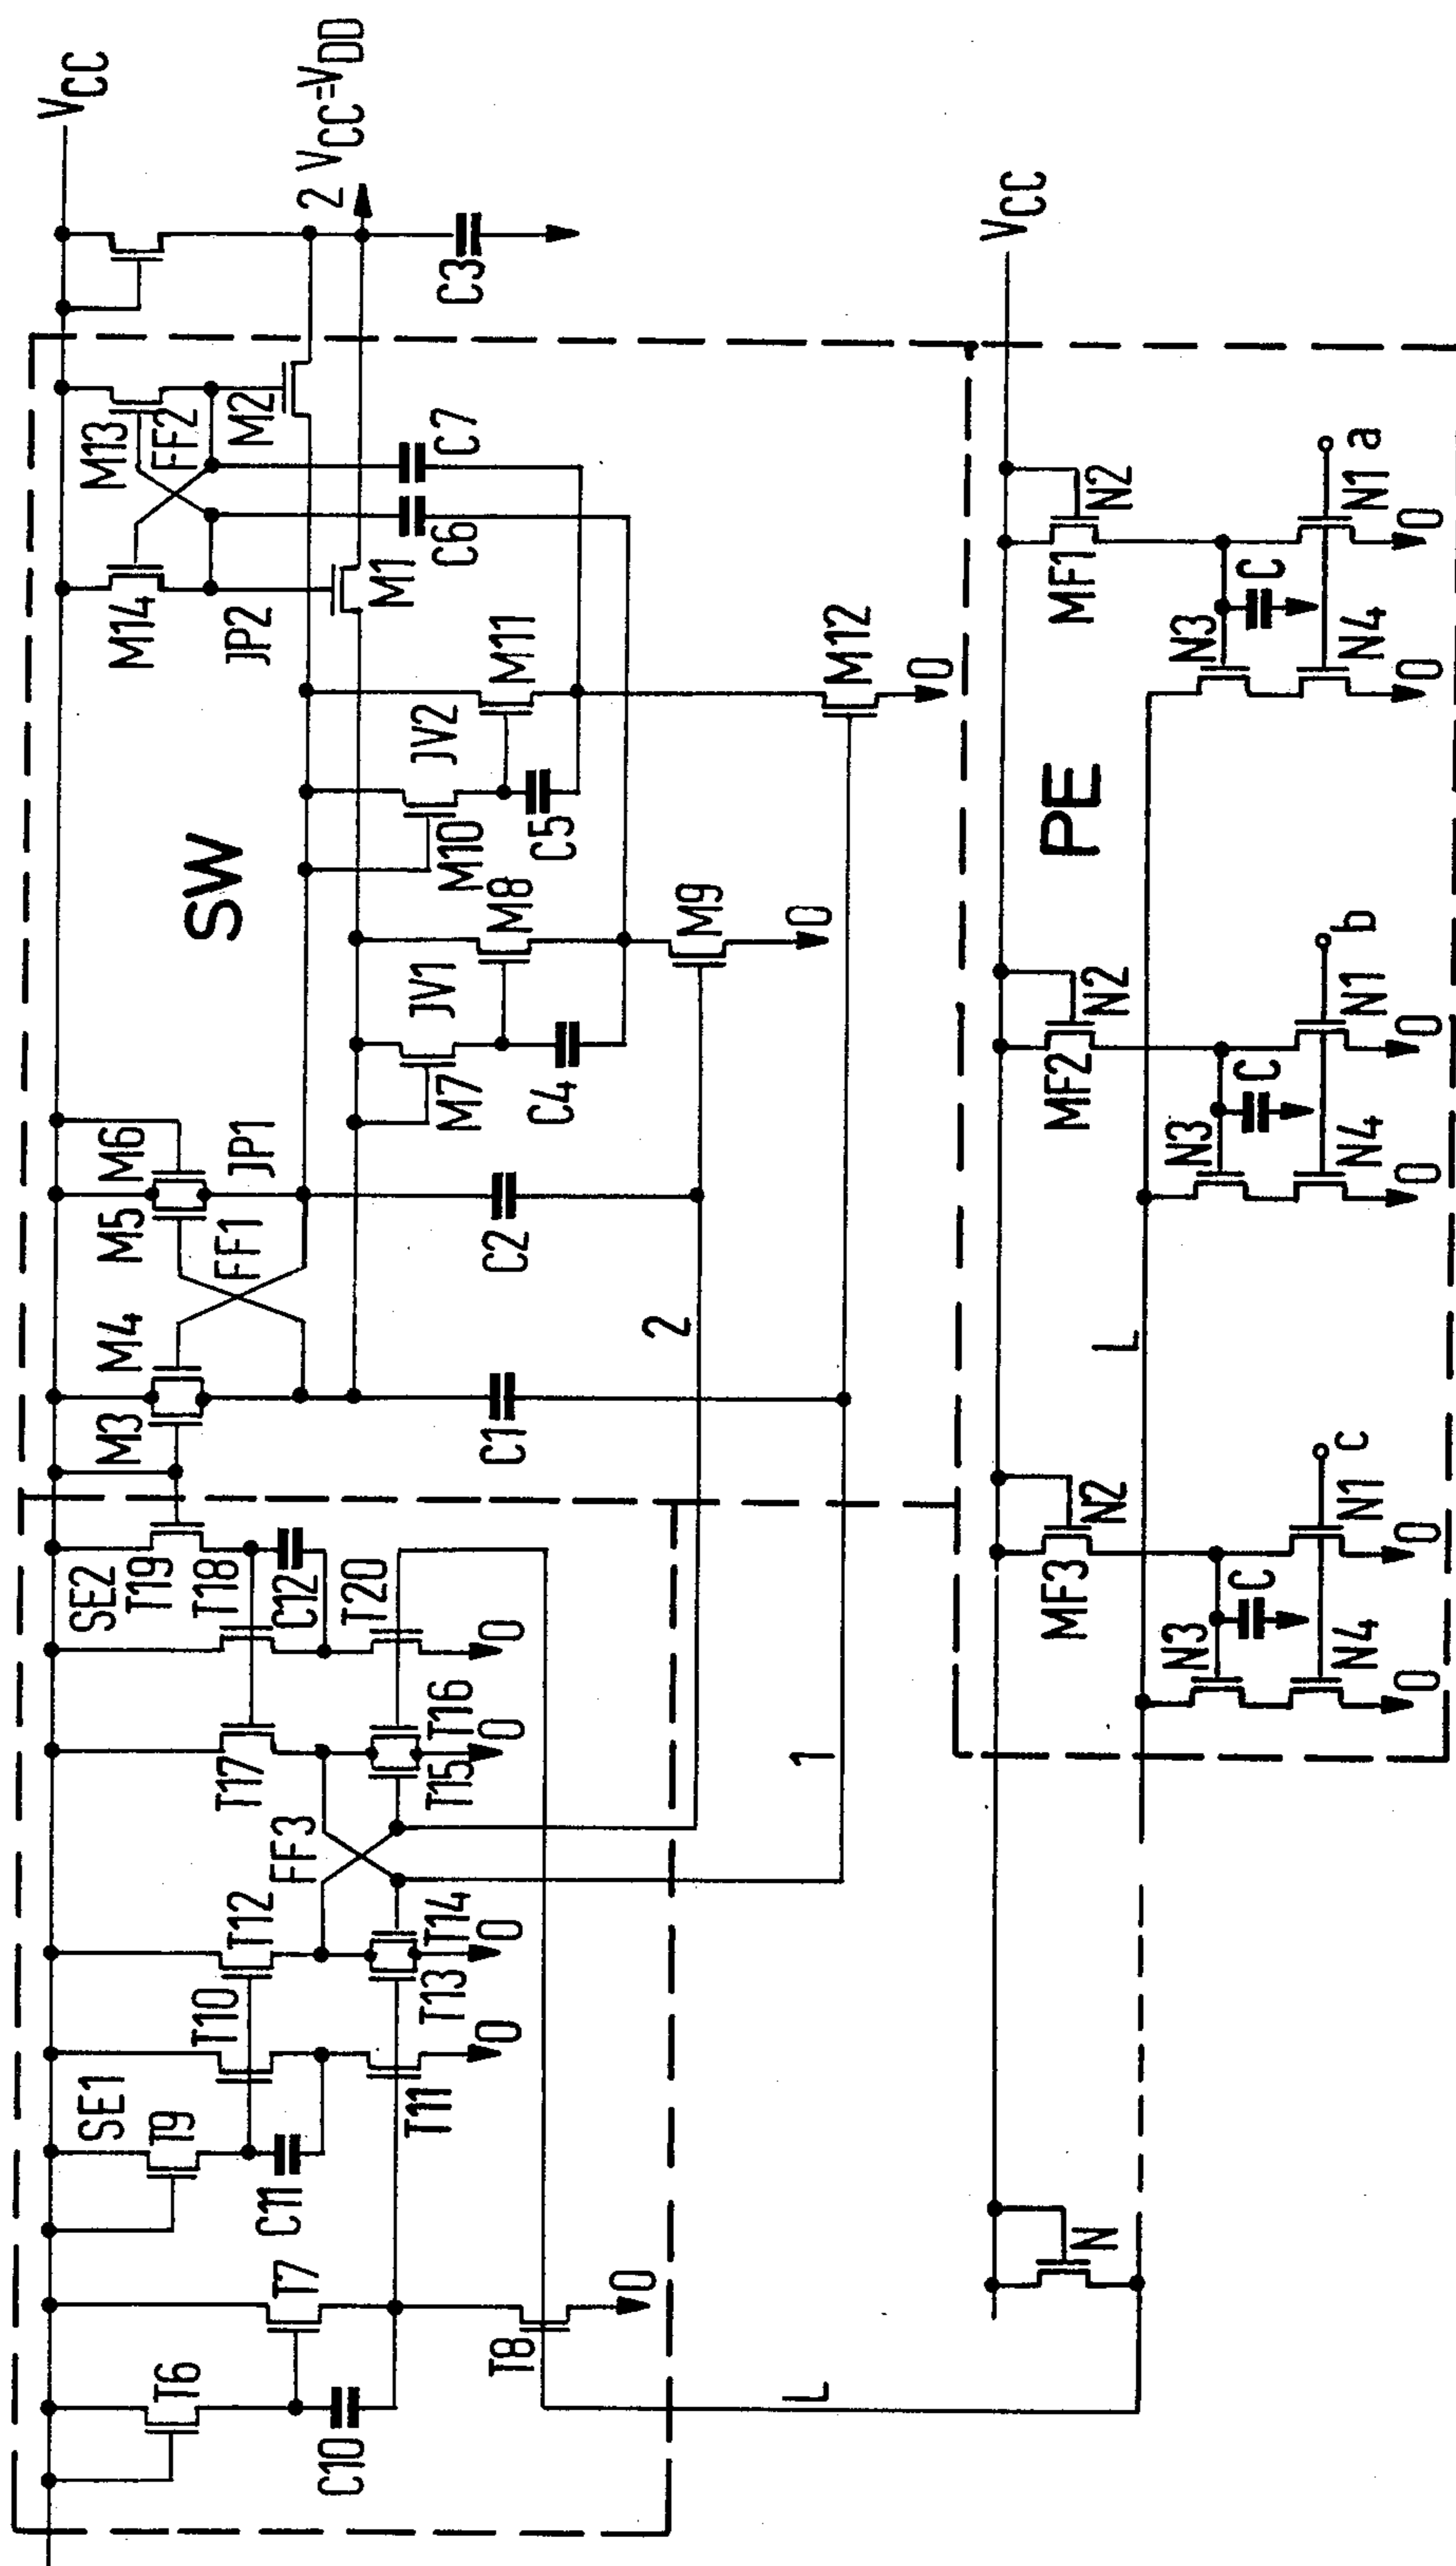 VCC
2 VCC=VDD
C3
M13
FF2
M2
M14
JP2
C7
C6
M1
SW
JV2
M11
M10
C5
M12
0
JV1
M8
M7
C4
M9
0
M6
JP1
M5
FF1
C2
M4
M3
C1
2
1
SE2
T19
T18
C12
T20
0
T17
T16
T15
0
FF3
T12
T14
T13
0
T10
T11
0
SE1
T9
C11
T7
T6
C10
T8
0
L
VCC
PE
N2
MF1
N3
C
N1
a
N4
0
0
N2
MF2
N3
C
N1
b
N4
0
0
L
N2
MF3
N3
C
N1
c
N4
0
0
N